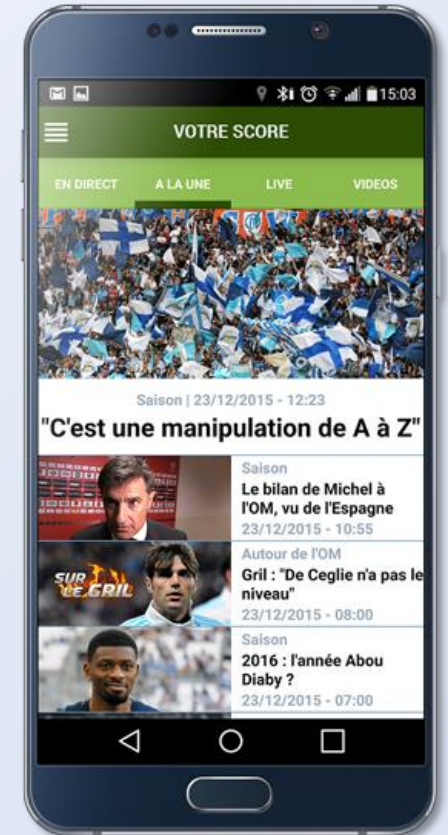 15:03
VOTRE SCORE
EN DIRECT A LA UNE LIVE VIDEOS
Saison | 23/12/2015 - 12:23
"C'est une manipulation de A à Z"
Saison
Le bilan de Michel à
l'OM, vu de l'Espagne
23/12/2015 - 10:55
Autour de l'OM
SUR
LE GRIL
Gril : "De Ceglie n'a pas le
niveau"
23/12/2015 - 08:00
Saison
2016 : l'année Abou
Diaby ?
23/12/2015 - 07:00